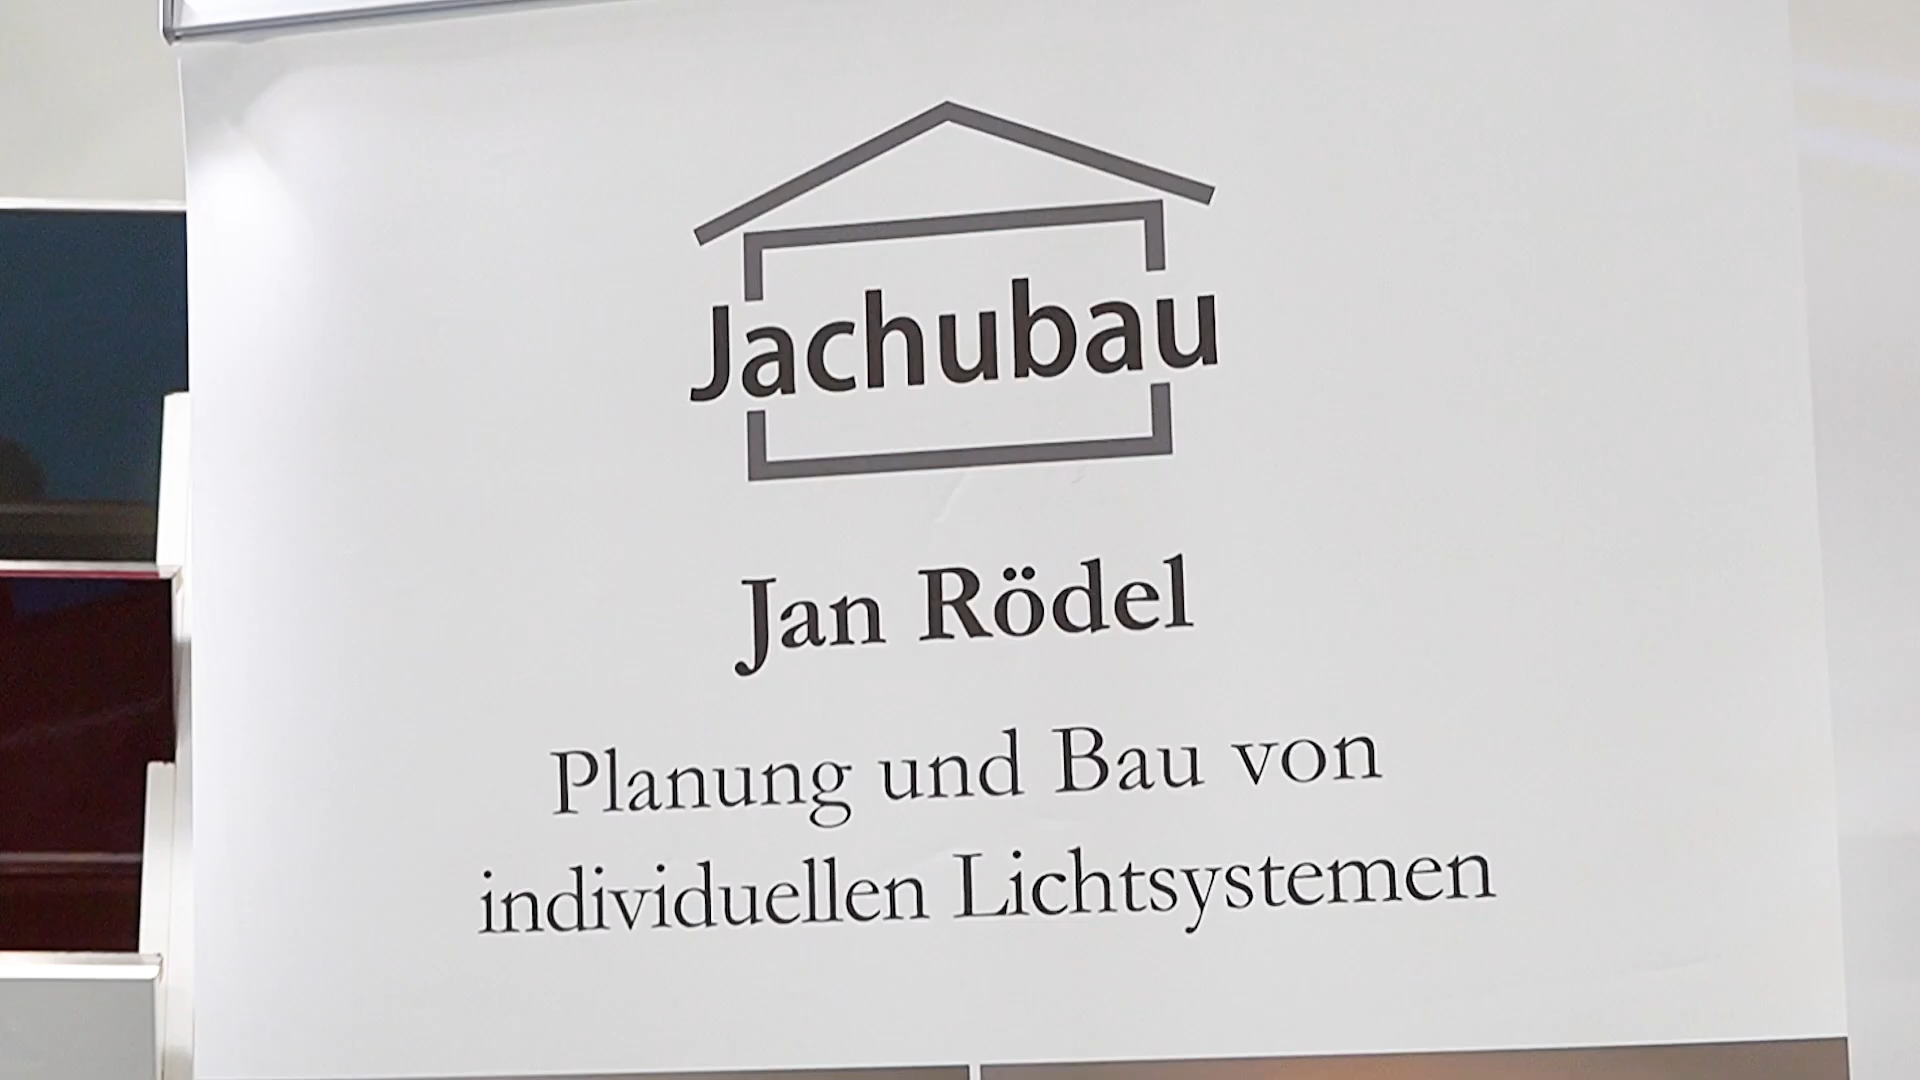 Jachubau
Jan Rödel
Planung und Bau von
individuellen Lichtsystemen